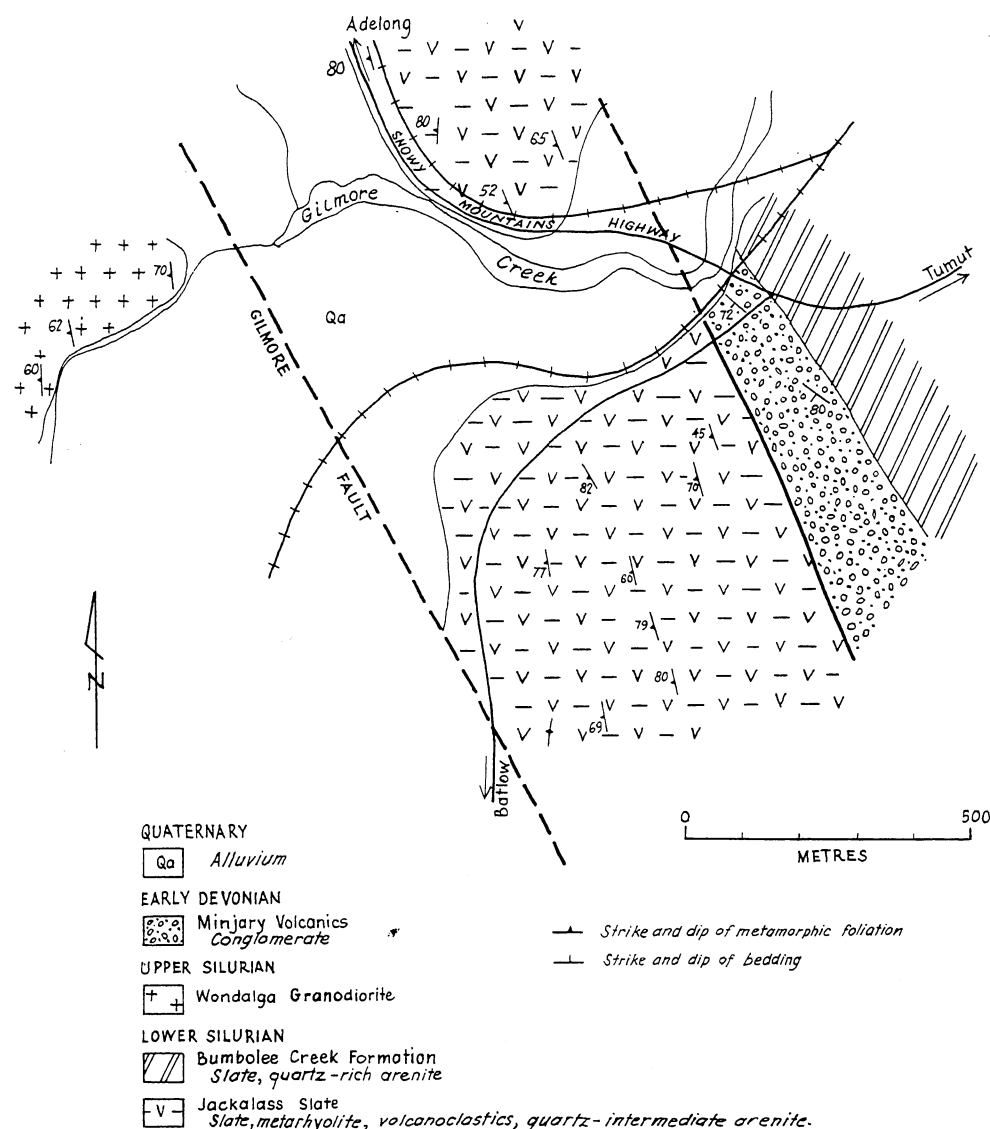 Adelong
80
80
65
52
SNOWY
MOUNTAINS
HIGHWAY
Gilmore
Creek
Tumut
70
62
60
Qa
72
80
GILMORE
FAULT
45
82
70
77
60
79
80
69
N
Batlow
0 500
METRES
QUATERNARY
Qa Alluvium
EARLY DEVONIAN
Minjary Volcanics
Conglomerate
UPPER SILURIAN
Wondalga Granodiorite
LOWER SILURIAN
Bumbolee Creek Formation
Slate, quartz-rich arenite
Jackalass Slate
Slate, metarhyolite, volcanoclastics, quartz-intermediate arenite.
Strike and dip of metamorphic foliation
Strike and dip of bedding